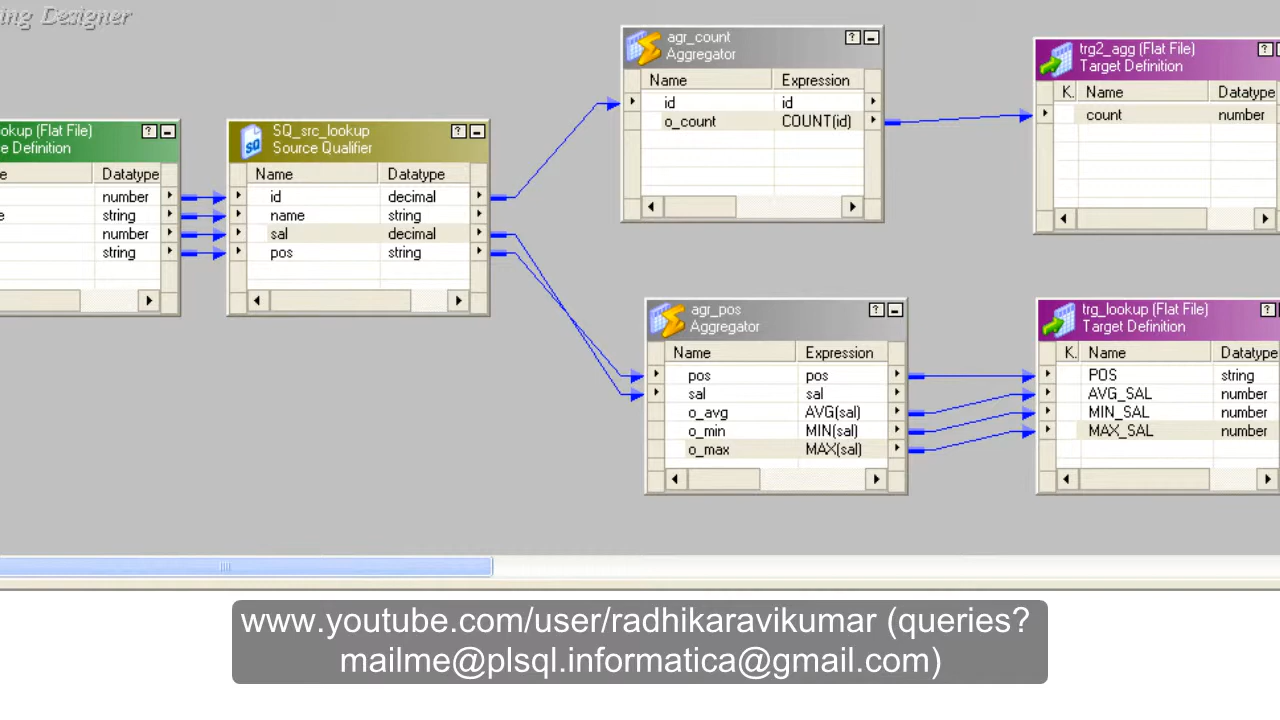 ing Designer
ookup (Flat File)
e Definition
e
Datatype
number
e
string
number
string
SQ_src_lookup
Source Qualifier
SQ
Name Datatype
id decimal
name string
sal decimal
pos string
agr_count
Aggregator
Name Expression
id id
o_count COUNT(id)
trg2_agg (Flat File)
Target Definition
K. Name Datatype
count number
agr_pos
Aggregator
Name Expression
pos pos
sal sal
o_avg AVG(sal)
o_min MIN(sal)
o_max MAX(sal)
trg_lookup (Flat File)
Target Definition
K. Name Datatype
POS string
AVG_SAL number
MIN_SAL number
MAX_SAL number
www.youtube.com/user/radhikaravikumar (queries?
mailme@plsql.informatica@gmail.com)